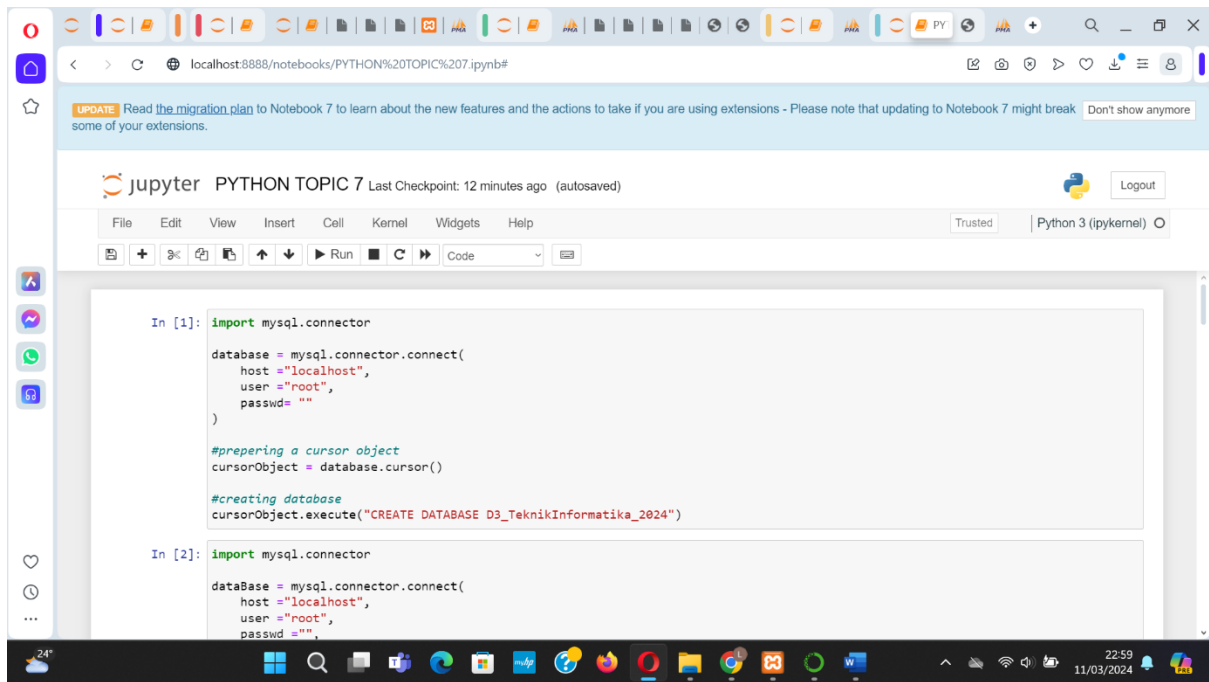 PY
localhost:8888/notebooks/PYTHON%20TOPIC%207.ipynb#
UPDATE Read the migration plan to Notebook 7 to learn about the new features and the actions to take if you are using extensions - Please note that updating to Notebook 7 might break
some of your extensions.
Don't show anymore
jupyter PYTHON TOPIC 7 Last Checkpoint: 12 minutes ago (autosaved)
Logout
File Edit View Insert Cell Kernel Widgets Help
Trusted
Python 3 (ipykernel)
Run
Code
In [1]: import mysql.connector
database = mysql.connector.connect(
host ="localhost",
user ="root",
passwd= ""
)
#prepering a cursor object
cursorObject = database.cursor()
#creating database
cursorObject.execute("CREATE DATABASE D3_TeknikInformatika_2024")
In [2]: import mysql.connector
dataBase = mysql.connector.connect(
host ="localhost",
user ="root",
passwd ="",
24°
22:59
11/03/2024